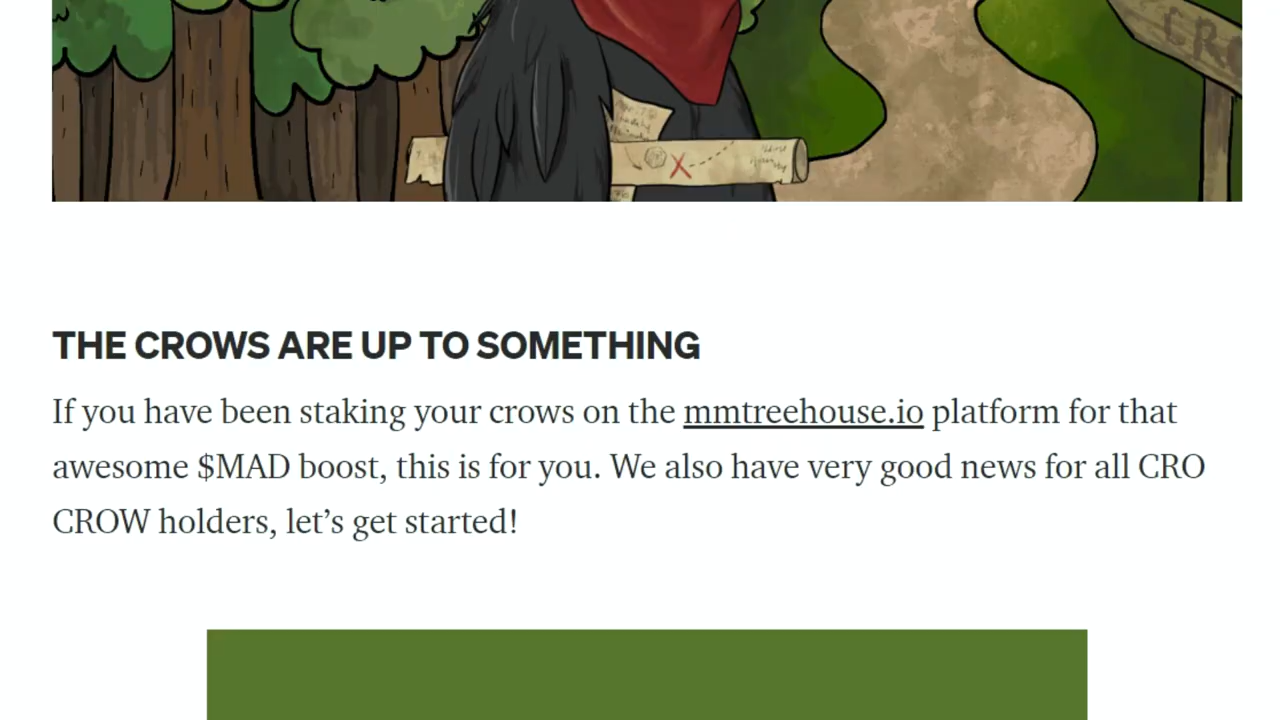 CRO
THE CROWS ARE UP TO SOMETHING
If you have been staking your crows on the mmtreehouse.io platform for that
awesome $MAD boost, this is for you. We also have very good news for all CRO
CROW holders, let’s get started!